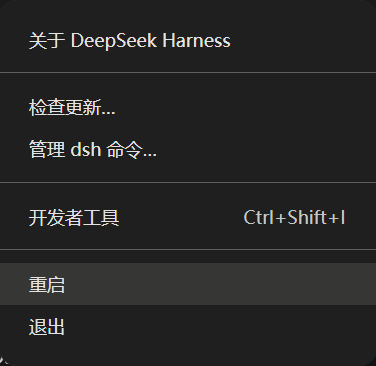 关于 DeepSeek Harness
检查更新...
管理 dsh 命令...
开发者工具 Ctrl+Shift+I
重启
退出